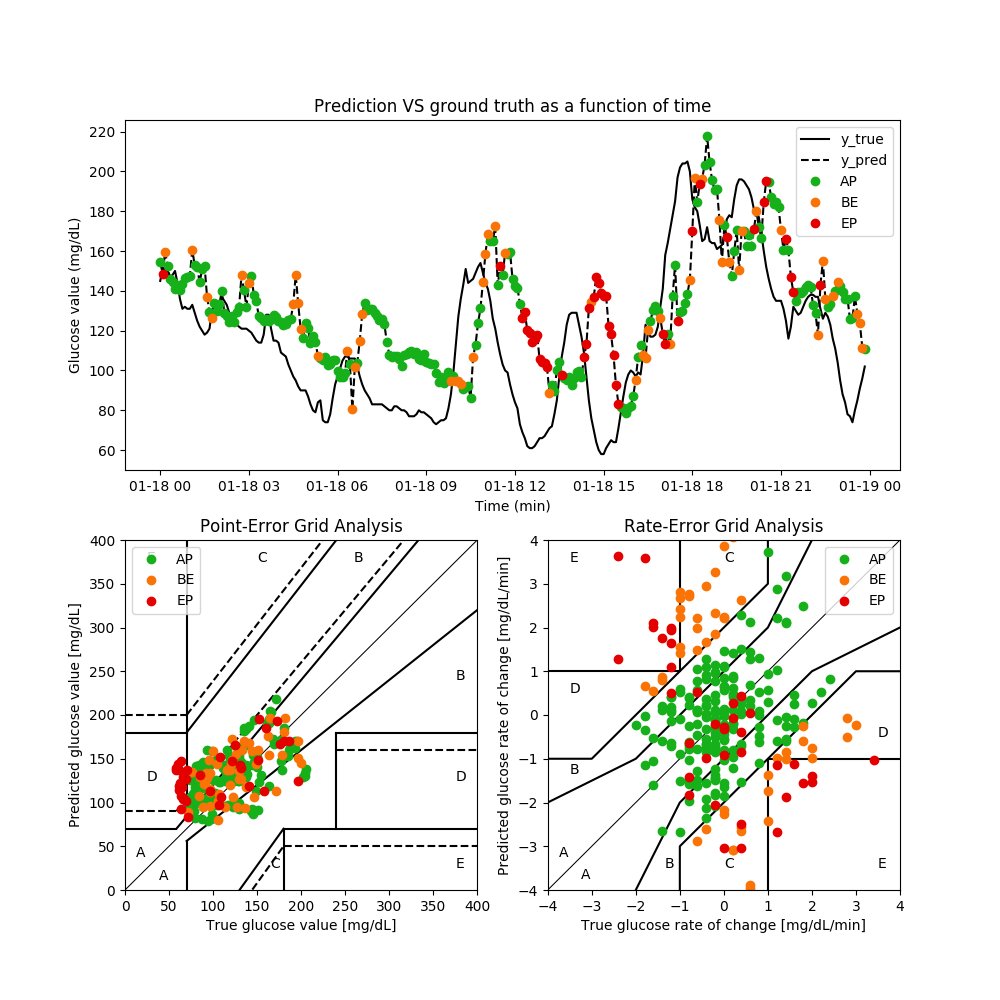 Prediction VS ground truth as a function of time
Glucose value (mg/dL)
220
200
180
160
140
120
100
80
60
y_true
y_pred
AP
BE
EP
01-18 00 01-18 03 01-18 06 01-18 09 01-18 12 01-18 15 01-18 18 01-18 21 01-19 00
Time (min)
Point-Error Grid Analysis
Predicted glucose value [mg/dL]
400
350
300
250
200
150
100
50
0
AP
BE
EP
C
B
B
D
D
A
A
C
E
0 50 100 150 200 250 300 350 400
True glucose value [mg/dL]
Rate-Error Grid Analysis
Predicted glucose rate of change [mg/dL/min]
4
3
2
1
0
−1
−2
−3
−4
E
C
AP
BE
EP
D
D
B
A
A
B
C
E
−4 −3 −2 −1 0 1 2 3 4
True glucose rate of change [mg/dL/min]